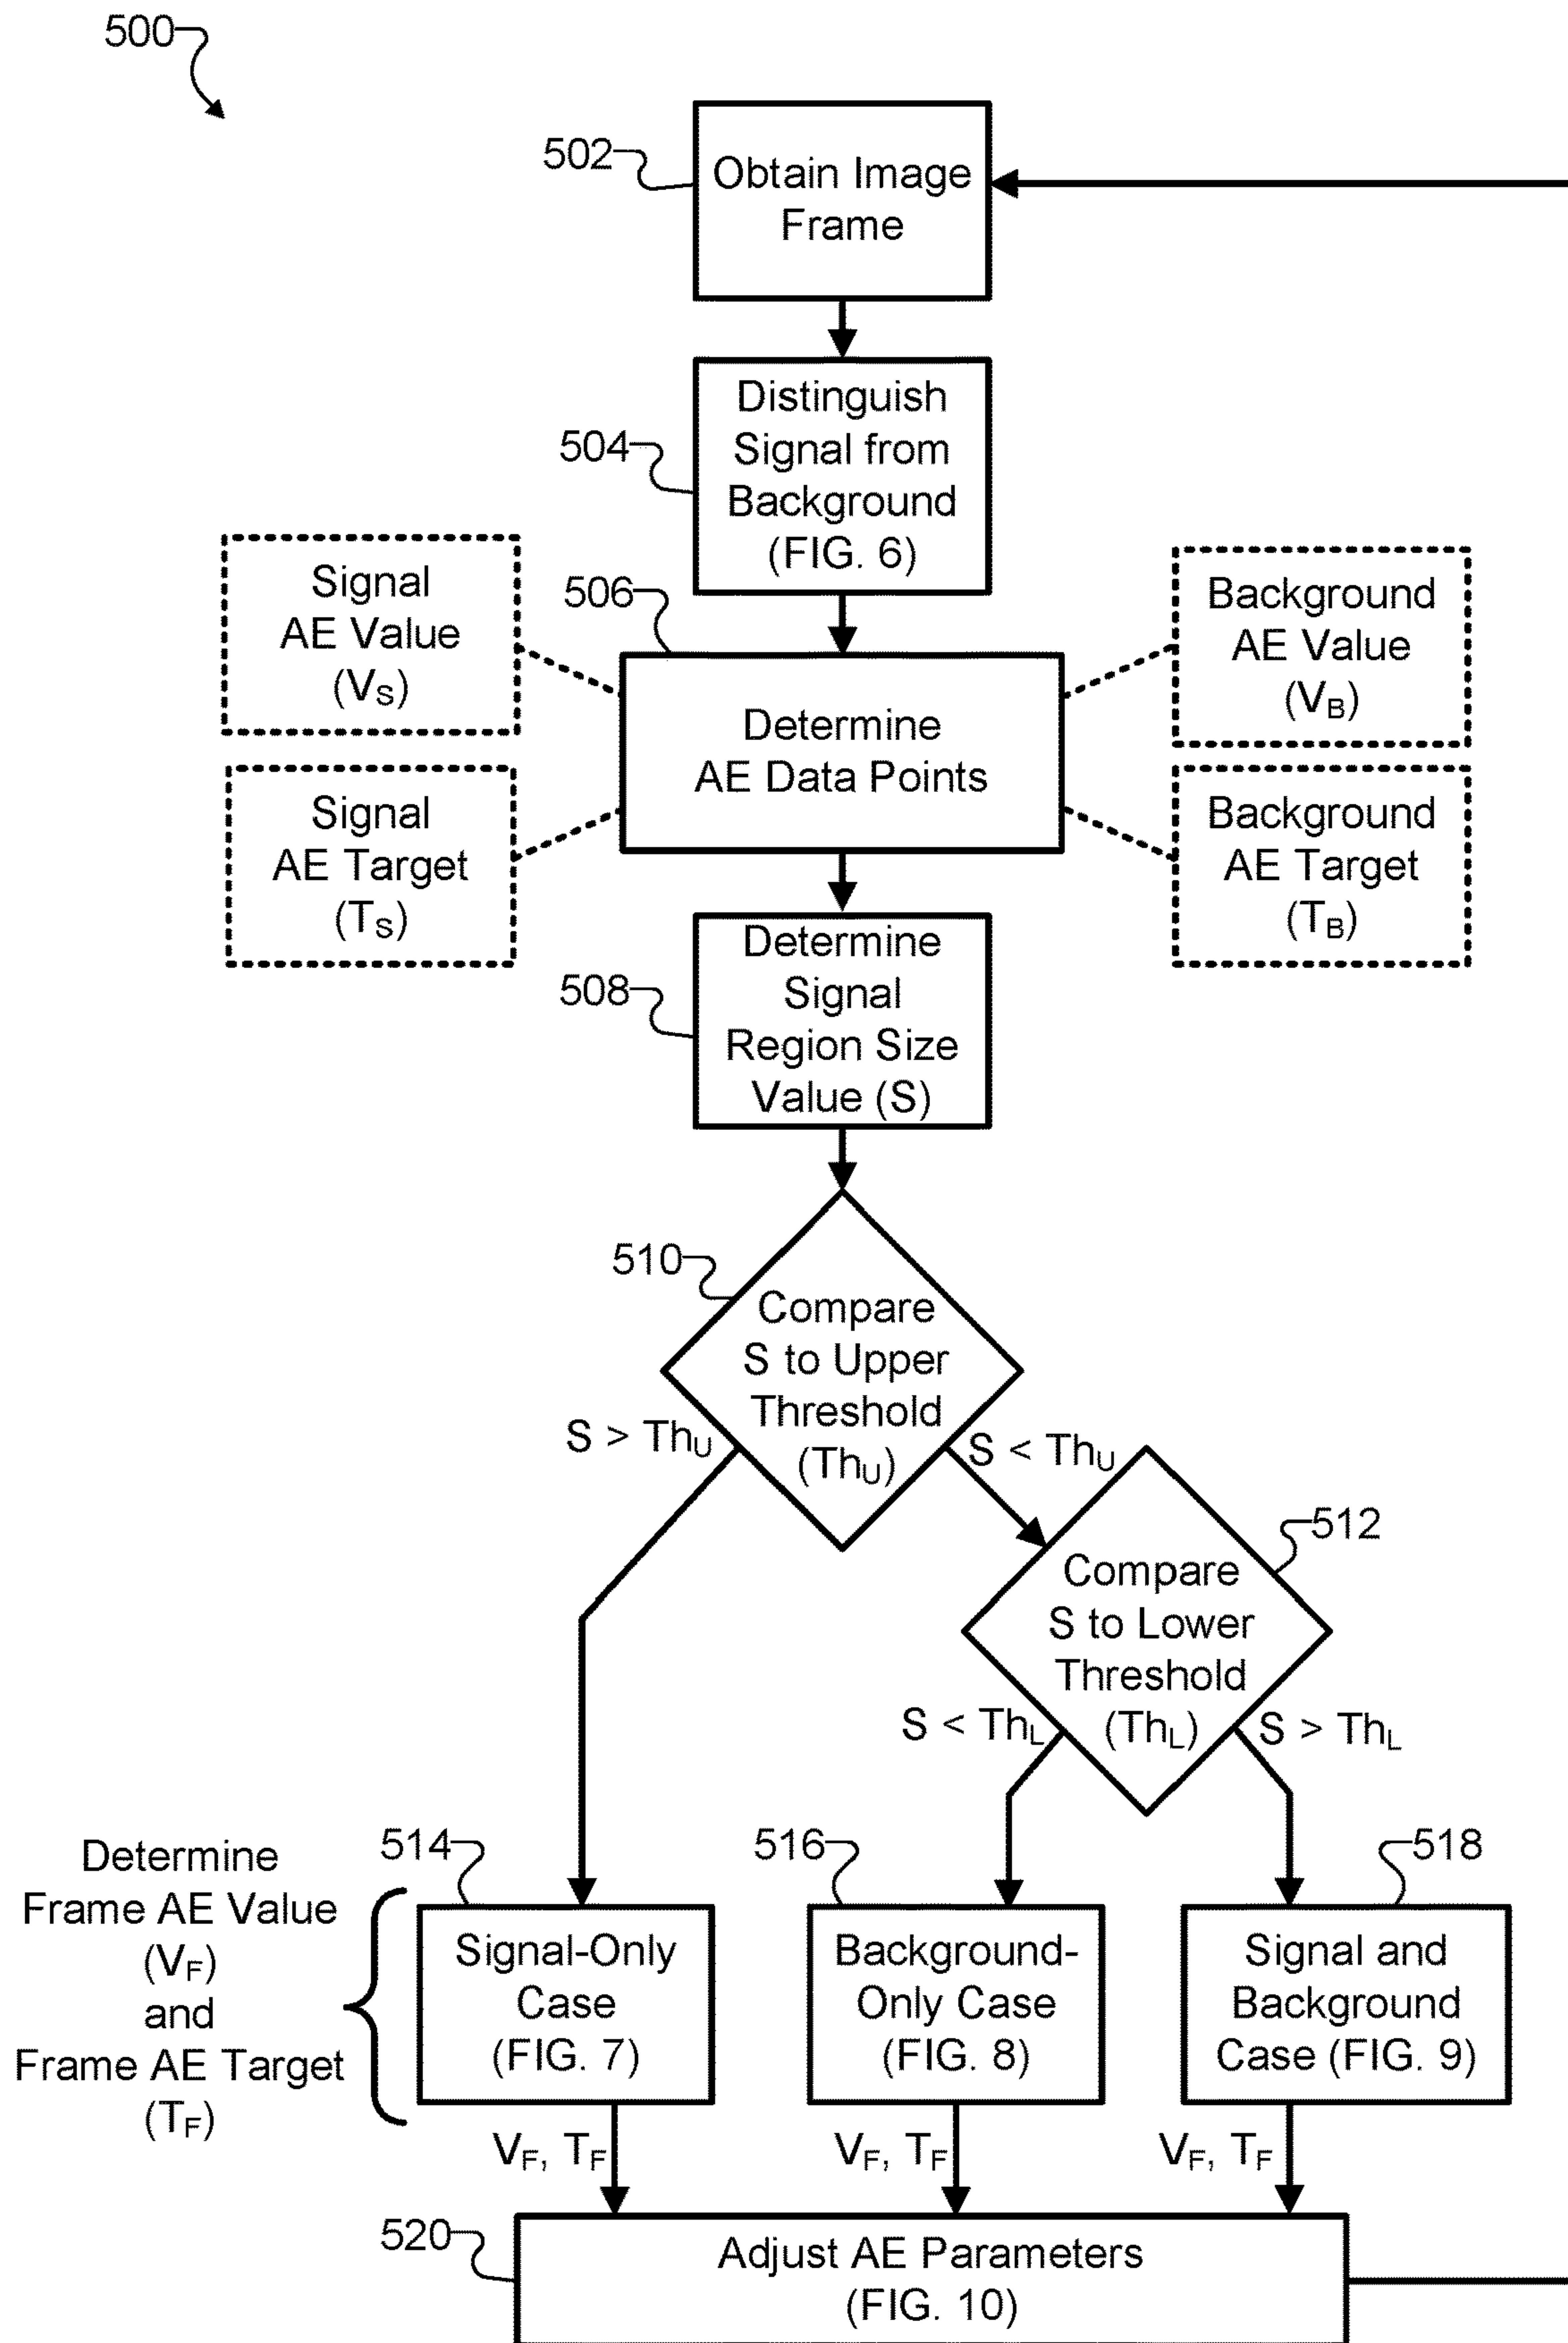 500
502
Obtain Image
Frame
504
Distinguish
Signal from
Background
(FIG. 6)
506
Signal
AE Value
(VS)
Background
AE Value
(VB)
Determine
AE Data Points
Signal
AE Target
(TS)
Background
AE Target
(TB)
508
Determine
Signal
Region Size
Value (S)
510
Compare
S to Upper
Threshold
(ThU)
S > ThU
S < ThU
512
Compare
S to Lower
Threshold
(ThL)
S < ThL
S > ThL
Determine
Frame AE Value
(VF)
and
Frame AE Target
(TF)
514
Signal-Only
Case
(FIG. 7)
516
Background-
Only Case
(FIG. 8)
518
Signal and
Background
Case (FIG. 9)
VF, TF
VF, TF
VF, TF
520
Adjust AE Parameters
(FIG. 10)